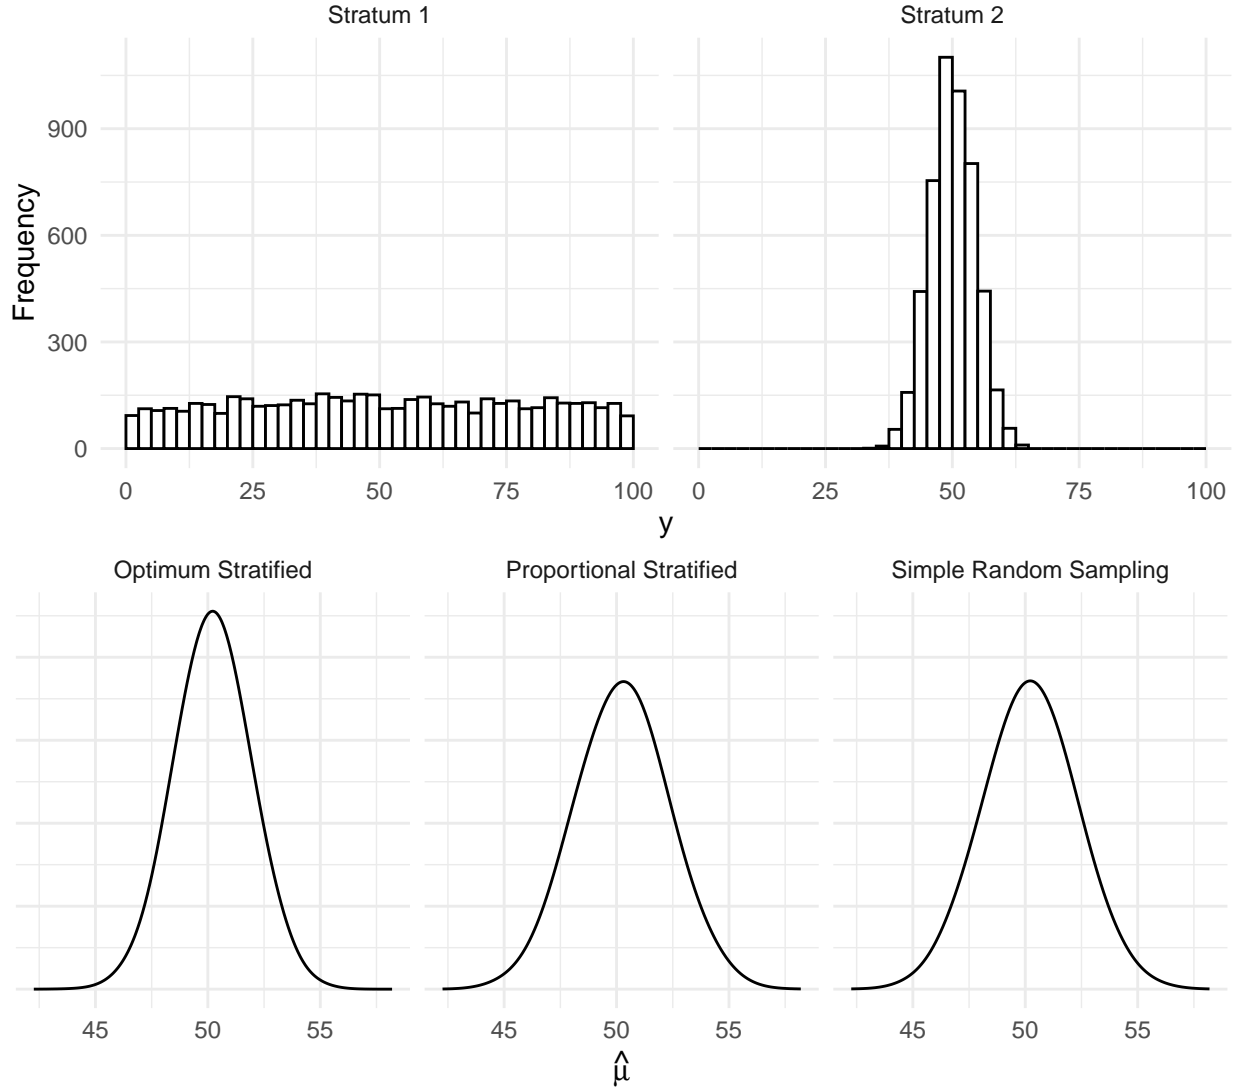 Stratum 1 Stratum 2
Frequency
900
600
300
0
0 25 50 75 100 0 25 50 75 100
y
Optimum Stratified Proportional Stratified Simple Random Sampling
45 50 55 45 50 55 45 50 55
μ̂